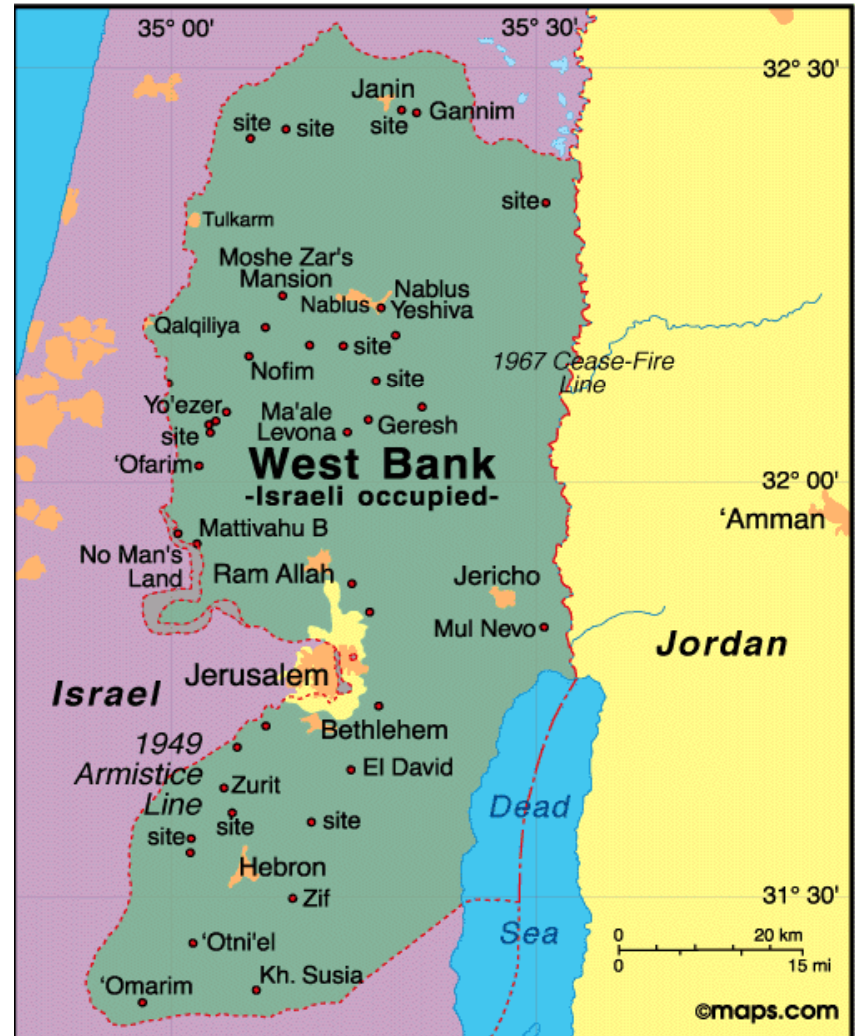 35° 00'
35° 30'
32° 30'
Janin
Gannim
site
site
site
site
Tulkarm
Moshe Zar's
Mansion
Nablus
Nablus
Yeshiva
Qalqiliya
site
1967 Cease-Fire
Line
Nofim
site
Yo'ezer
Ma'ale
Levona
Geresh
site
'Ofarim
West Bank
-Israeli occupied-
32° 00'
'Amman
Mattivahu B
No Man's
Land
Ram Allah
Jericho
Mul Nevo
Jordan
Jerusalem
Israel
Bethlehem
1949
Armistice
Line
El David
Zurit
Dead
site
site
site
Hebron
Zif
31° 30'
Sea
0 20 km
0 15 mi
'Otni'el
Kh. Susia
'Omarim
©maps.com